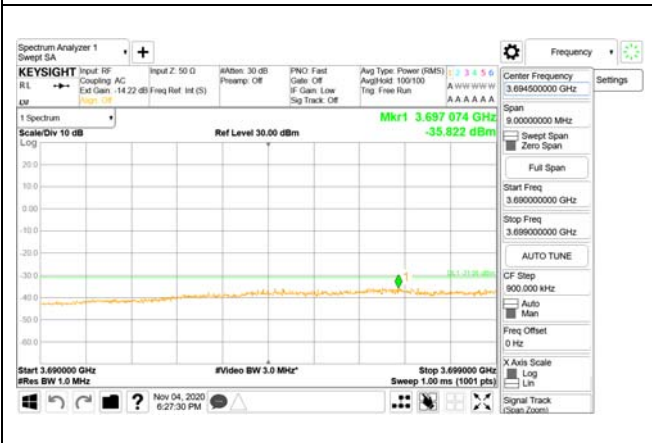 Spectrum Analyzer 1
Swept SA
+
Frequency
KEYSIGHT
Input: RF
Coupling: AC
Ext Gain: -14.22 dB
Align: Off
RL
Input Z: 50 Ω
Freq Ref: Int (S)
#Atten: 30 dB
Preamp: Off
PNO: Fast
Gate: Off
IF Gain: Low
Sig Track: Off
Avg Type: Power (RMS)
Avg|Hold: 100/100
Trig: Free Run
1 2 3 4 5 6
A W W W W W
A A A A A A
1 Spectrum
Scale/Div 10 dB
Log
Ref Level 30.00 dBm
Mkr1 3.697 074 GHz
-35.822 dBm
20.0
10.0
0.00
-10.0
-20.0
-30.0
-40.0
-50.0
-60.0
1
Start 3.690000 GHz
#Res BW 1.0 MHz
#Video BW 3.0 MHz*
Stop 3.699000 GHz
Sweep 1.00 ms (1001 pts)
Nov 04, 2020
6:27:30 PM
?
Center Frequency
3.694500000 GHz
Settings
Span
9.00000000 MHz
Swept Span
Zero Span
Full Span
Start Freq
3.690000000 GHz
Stop Freq
3.699000000 GHz
AUTO TUNE
CF Step
900.000 kHz
Auto
Man
Freq Offset
0 Hz
X Axis Scale
Log
Lin
Signal Track
(Span Zoom)